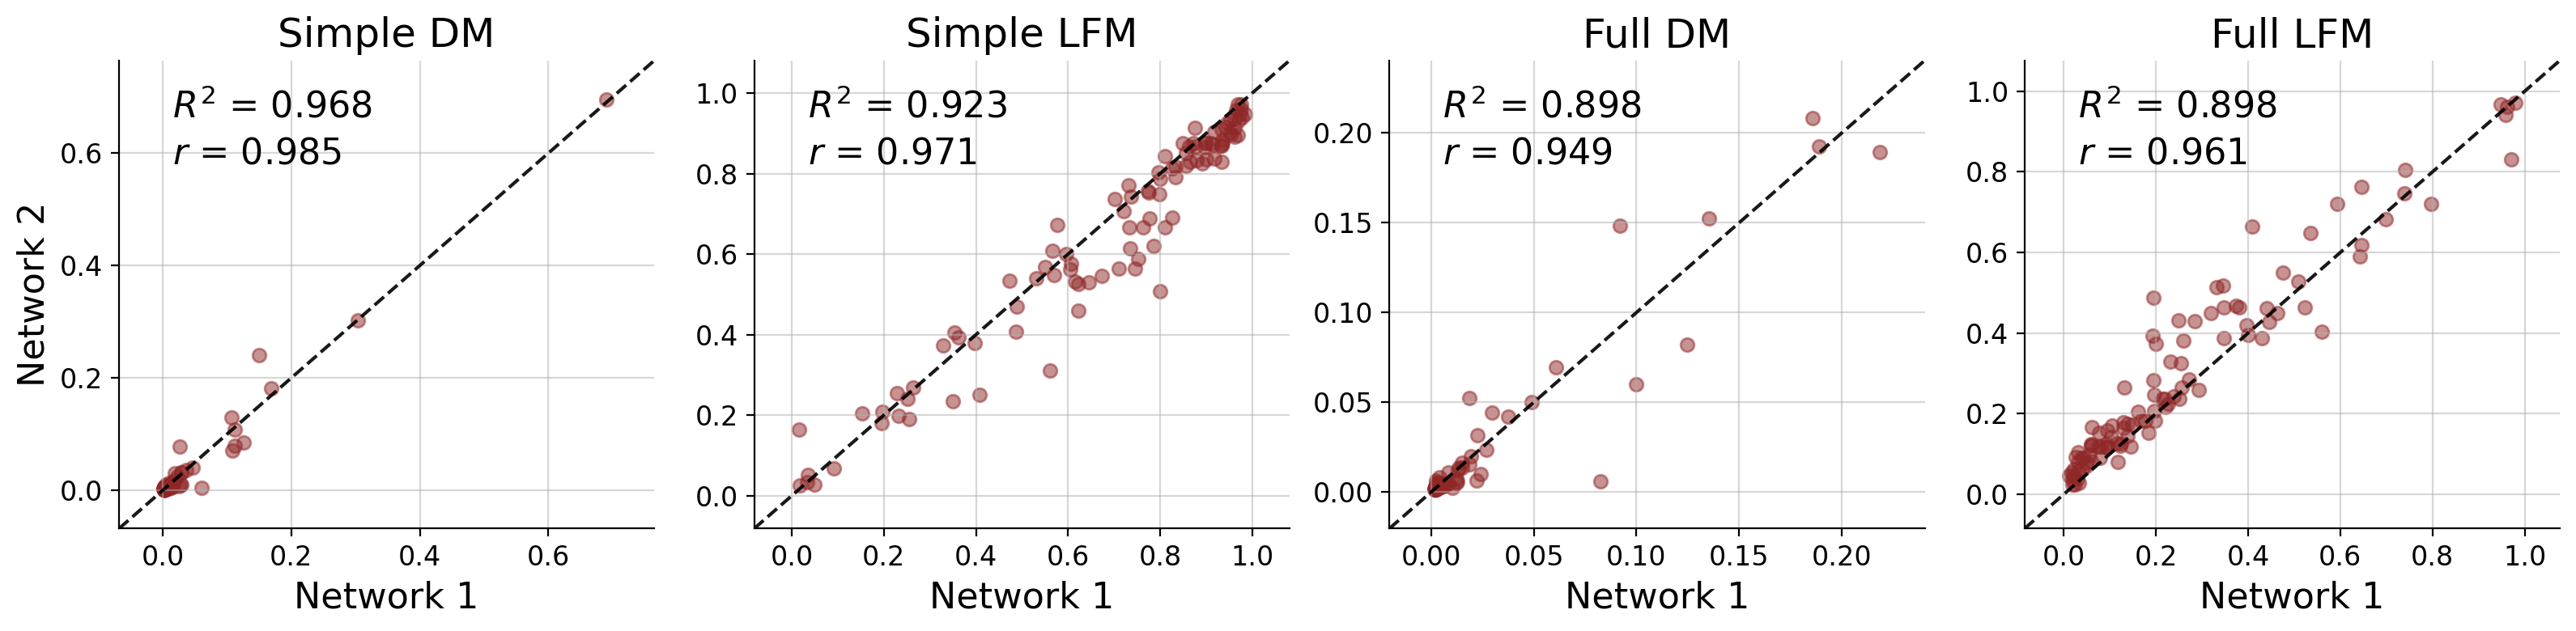 Simple DM
R² = 0.968
r = 0.985
Network 2
0.6
0.4
0.2
0.0
0.0 0.2 0.4 0.6
Network 1
Simple LFM
R² = 0.923
r = 0.971
1.0
0.8
0.6
0.4
0.2
0.0
0.0 0.2 0.4 0.6 0.8 1.0
Network 1
Full DM
R² = 0.898
r = 0.949
0.20
0.15
0.10
0.05
0.00
0.00 0.05 0.10 0.15 0.20
Network 1
Full LFM
R² = 0.898
r = 0.961
1.0
0.8
0.6
0.4
0.2
0.0
0.0 0.2 0.4 0.6 0.8 1.0
Network 1